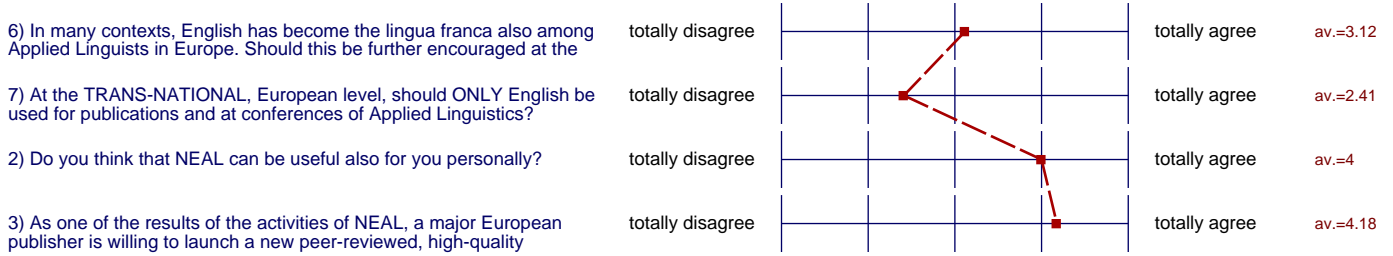 6) In many contexts, English has become the lingua franca also among
Applied Linguists in Europe. Should this be further encouraged at the
totally disagree
totally agree
av.=3.12
7) At the TRANS-NATIONAL, European level, should ONLY English be
used for publications and at conferences of Applied Linguistics?
totally disagree
totally agree
av.=2.41
2) Do you think that NEAL can be useful also for you personally?
totally disagree
totally agree
av.=4
3) As one of the results of the activities of NEAL, a major European
publisher is willing to launch a new peer-reviewed, high-quality
totally disagree
totally agree
av.=4.18